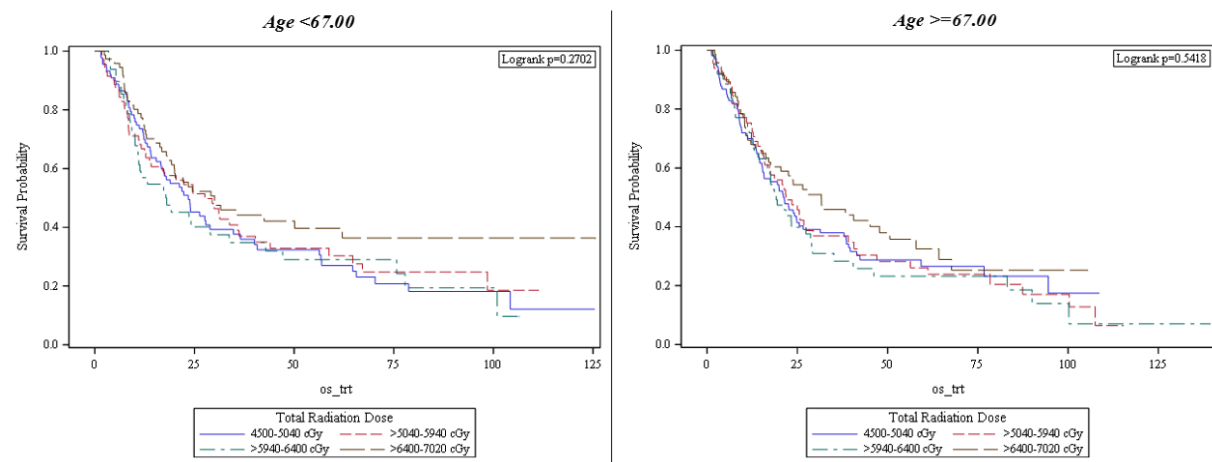 Age <67.00
Logrank p=0.2702
Survival Probability
1.0
0.8
0.6
0.4
0.2
0.0
0 25 50 75 100 125
os_trt
Total Radiation Dose
4500-5040 cGy >5040-5940 cGy
>5940-6400 cGy >6400-7020 cGy
Age >=67.00
Logrank p=0.5418
Survival Probability
1.0
0.8
0.6
0.4
0.2
0.0
0 25 50 75 100 125
os_trt
Total Radiation Dose
4500-5040 cGy >5040-5940 cGy
>5940-6400 cGy >6400-7020 cGy